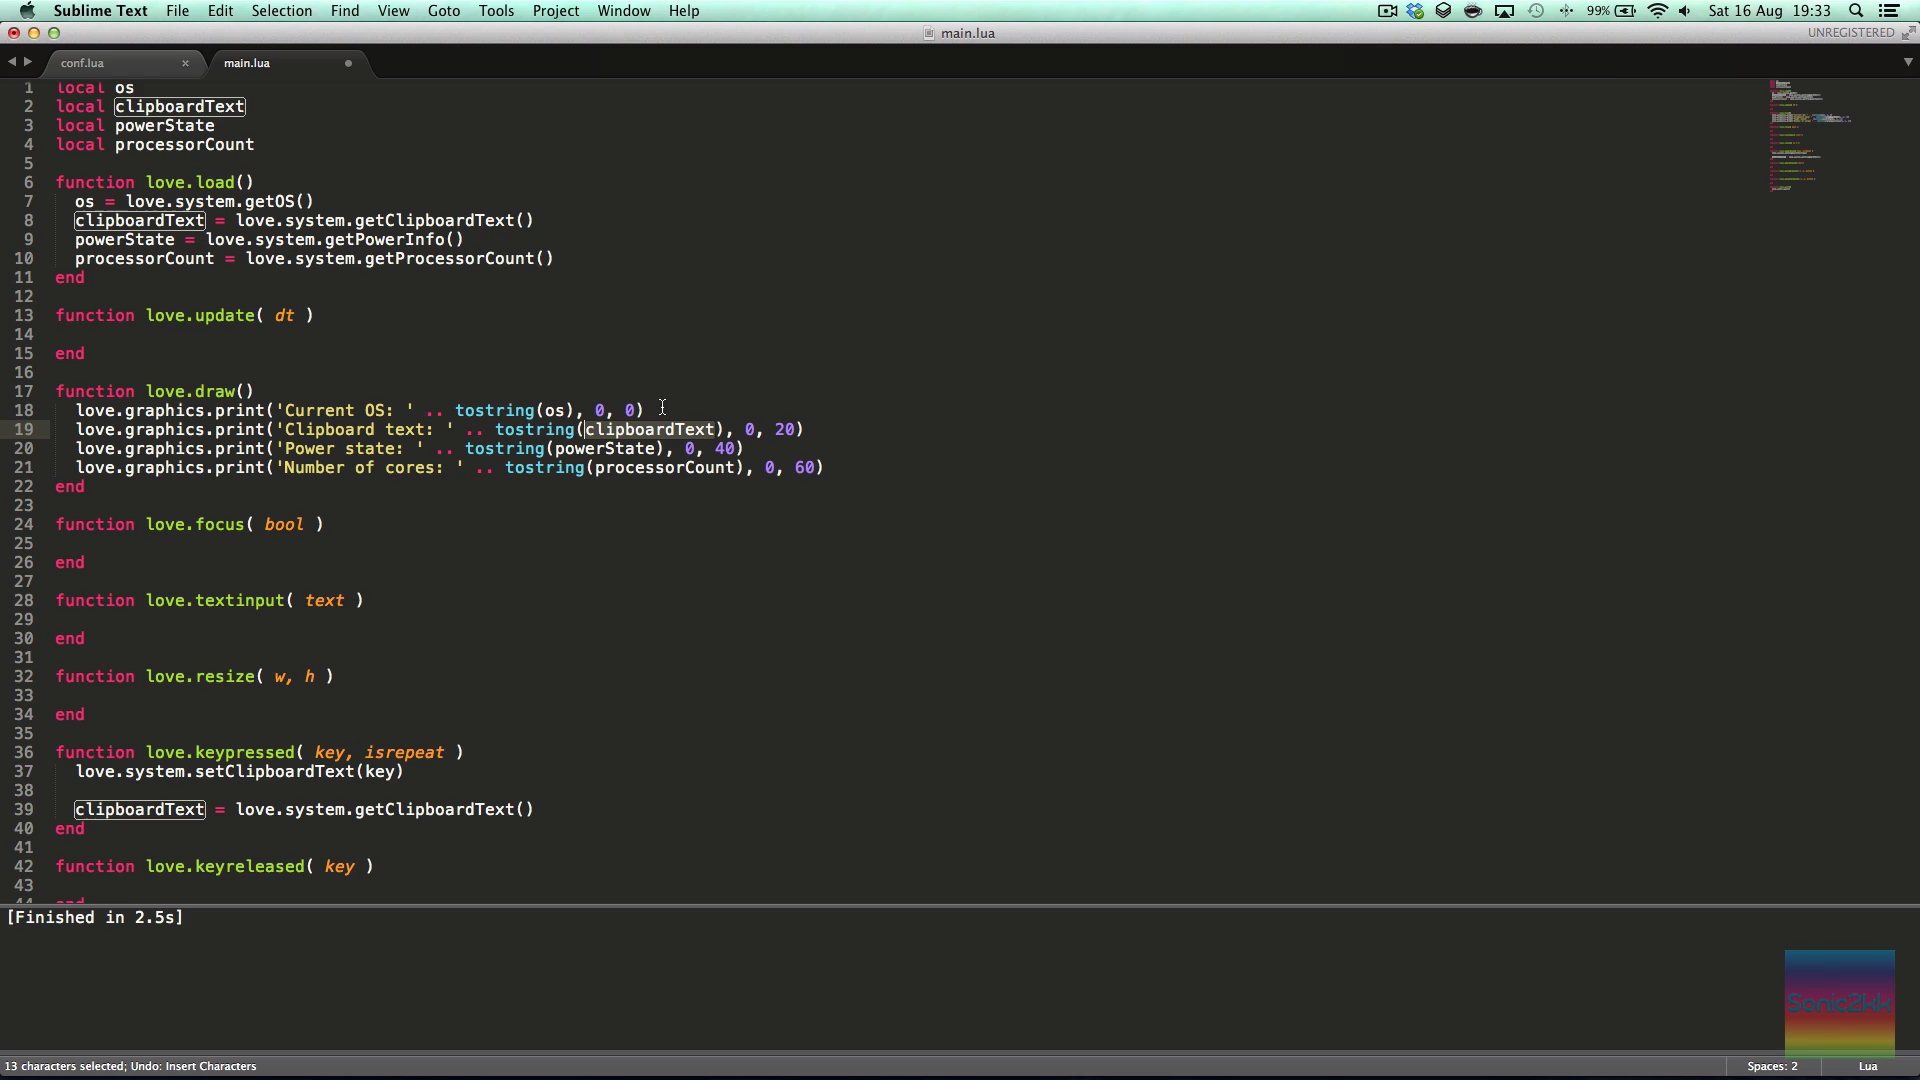 Sublime Text File Edit Selection Find View Goto Tools Project Window Help 99% Sat 16 Aug 19:33
main.lua UNREGISTERED
conf.lua × main.lua
1 local os
2 local clipboardText
3 local powerState
4 local processorCount
5
6 function love.load()
7 os = love.system.getOS()
8 clipboardText = love.system.getClipboardText()
9 powerState = love.system.getPowerInfo()
10 processorCount = love.system.getProcessorCount()
11 end
12
13 function love.update( dt )
14
15 end
16
17 function love.draw()
18 love.graphics.print('Current OS: ' .. tostring(os), 0, 0)
19 love.graphics.print('Clipboard text: ' .. tostring(clipboardText), 0, 20)
20 love.graphics.print('Power state: ' .. tostring(powerState), 0, 40)
21 love.graphics.print('Number of cores: ' .. tostring(processorCount), 0, 60)
22 end
23
24 function love.focus( bool )
25
26 end
27
28 function love.textinput( text )
29
30 end
31
32 function love.resize( w, h )
33
34 end
35
36 function love.keypressed( key, isrepeat )
37 love.system.setClipboardText(key)
38
39 clipboardText = love.system.getClipboardText()
40 end
41
42 function love.keyreleased( key )
43
44 end
[Finished in 2.5s]
Sonic2kk
13 characters selected; Undo: Insert Characters Spaces: 2 Lua